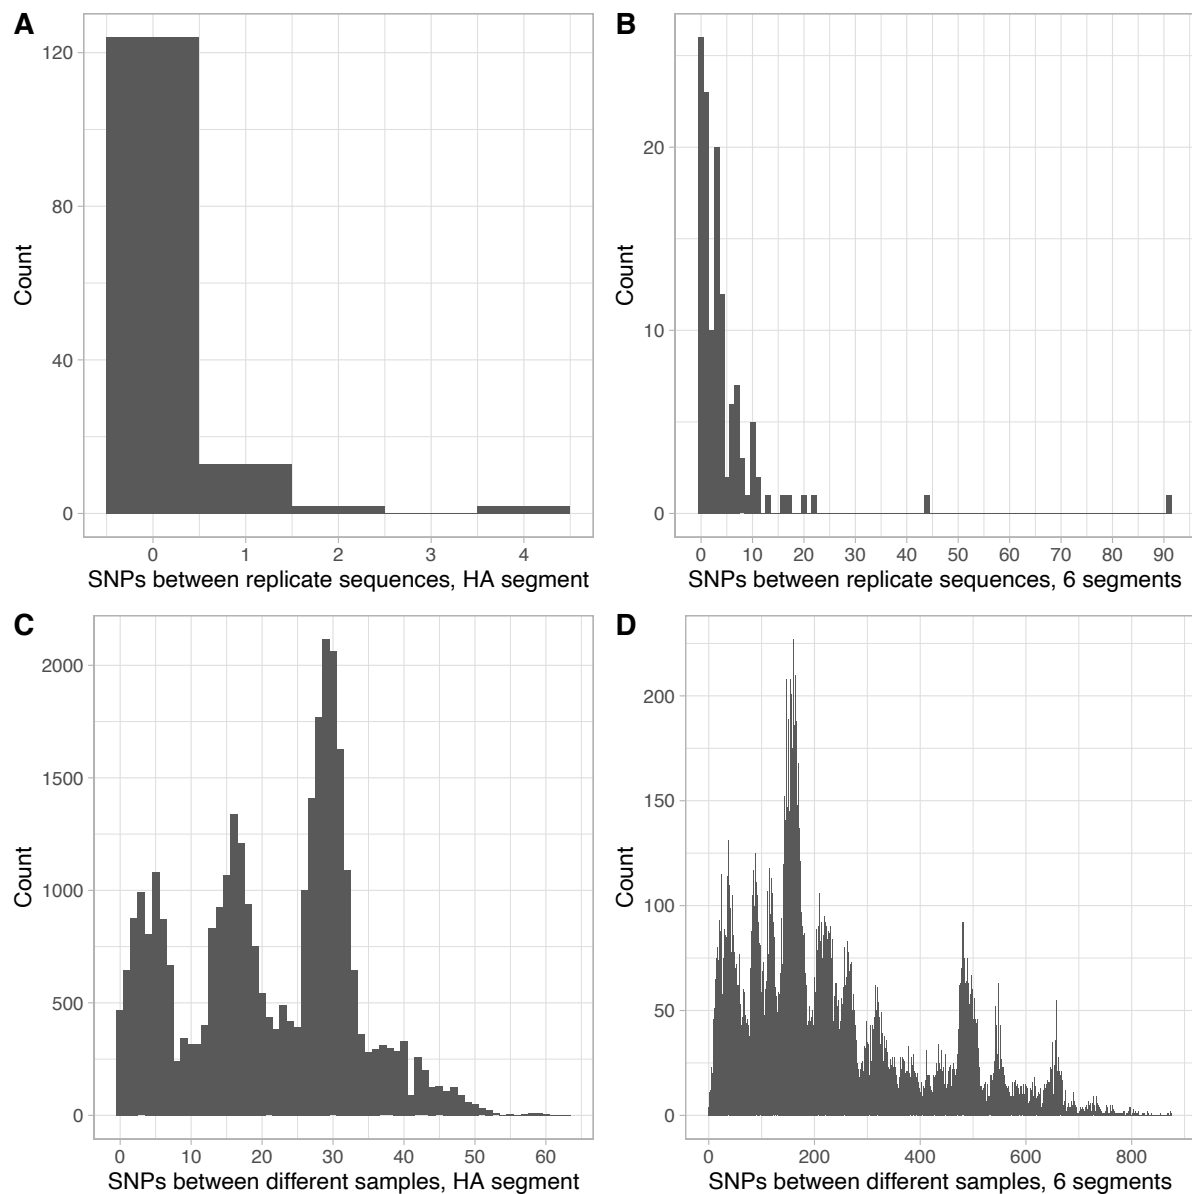 A
120
80
40
0
Count
0 1 2 3 4
SNPs between replicate sequences, HA segment
B
20
10
0
Count
0 10 20 30 40 50 60 70 80 90
SNPs between replicate sequences, 6 segments
C
2000
1500
1000
500
0
Count
0 10 20 30 40 50 60
SNPs between different samples, HA segment
D
200
150
100
50
0
Count
0 200 400 600 800
SNPs between different samples, 6 segments